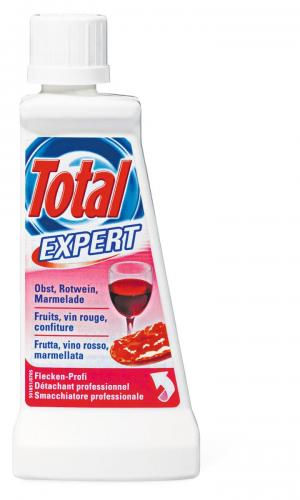 Total
EXPERT
Obst, Rotwein,
Marmelade
Fruits, vin rouge,
confiture
Frutta, vino rosso,
marmellata
Flecken-Profi
Détachant professionnel
Smacchiatore professionale